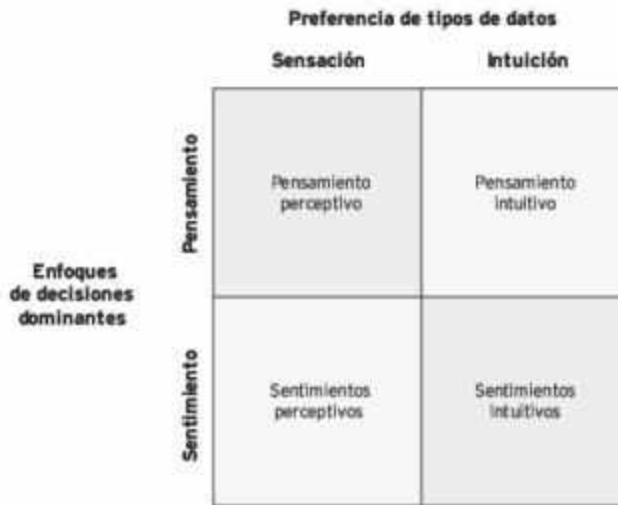 Preferencia de tipos de datos
Sensación Intuición
Pensamiento
Pensamiento
perceptivo
Pensamiento
intuitivo
Enfoques
de decisiones
dominantes
Sentimiento
Sentimientos
perceptivos
Sentimientos
intuitivos